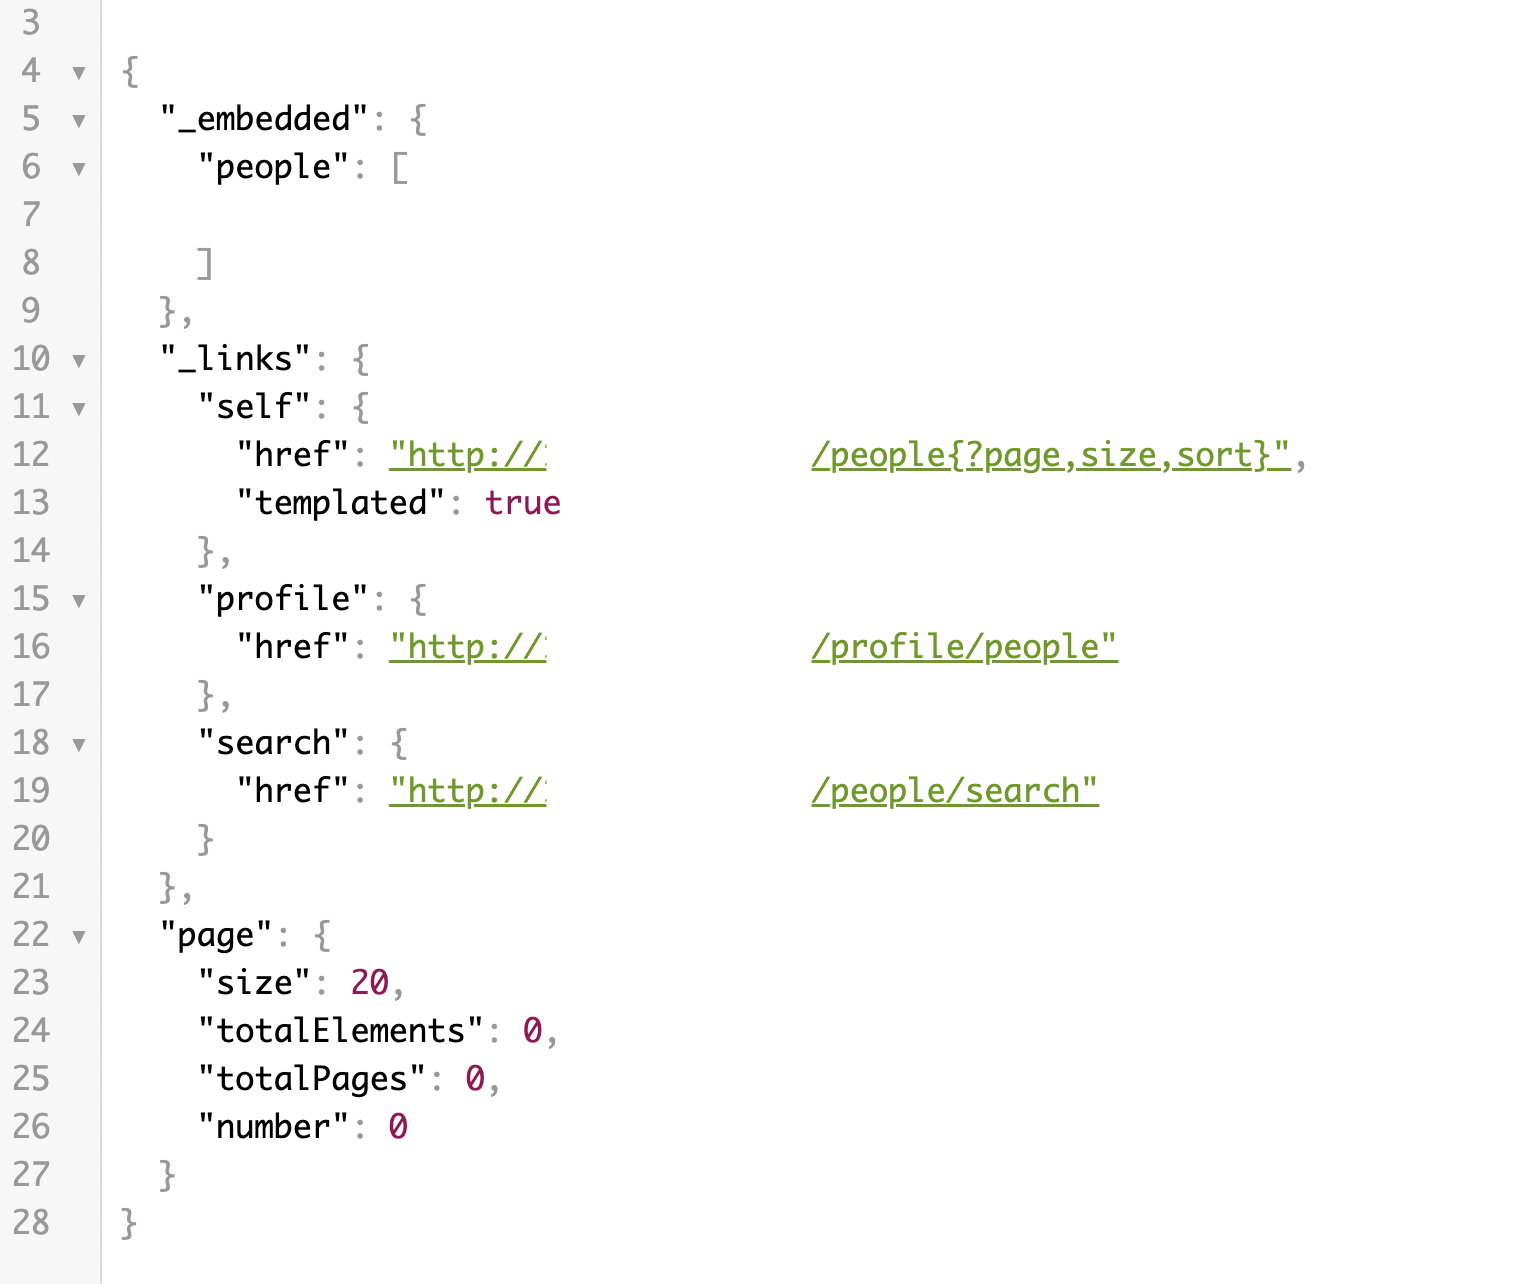 3
4 ▼ {
5 ▼ "_embedded": {
6 ▼ "people": [
7
8 ]
9 },
10 ▼ "_links": {
11 ▼ "self": {
12 "href": "http:// /people{?page,size,sort}",
13 "templated": true
14 },
15 ▼ "profile": {
16 "href": "http:// /profile/people"
17 },
18 ▼ "search": {
19 "href": "http:// /people/search"
20 }
21 },
22 ▼ "page": {
23 "size": 20,
24 "totalElements": 0,
25 "totalPages": 0,
26 "number": 0
27 }
28 }